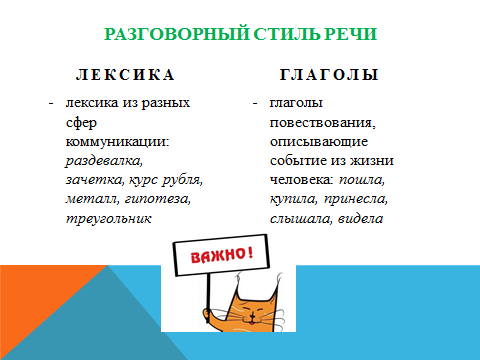 РАЗГОВОРНЫЙ СТИЛЬ РЕЧИ
ЛЕКСИКА
- лексика из разных
сфер
коммуникации:
раздевалка,
зачетка, курс рубля,
металл, гипотеза,
треугольник
ГЛАГОЛЫ
- глаголы
повествования,
описывающие
событие из жизни
человека: пошла,
купила, принесла,
слышала, видела
ВАЖНО!